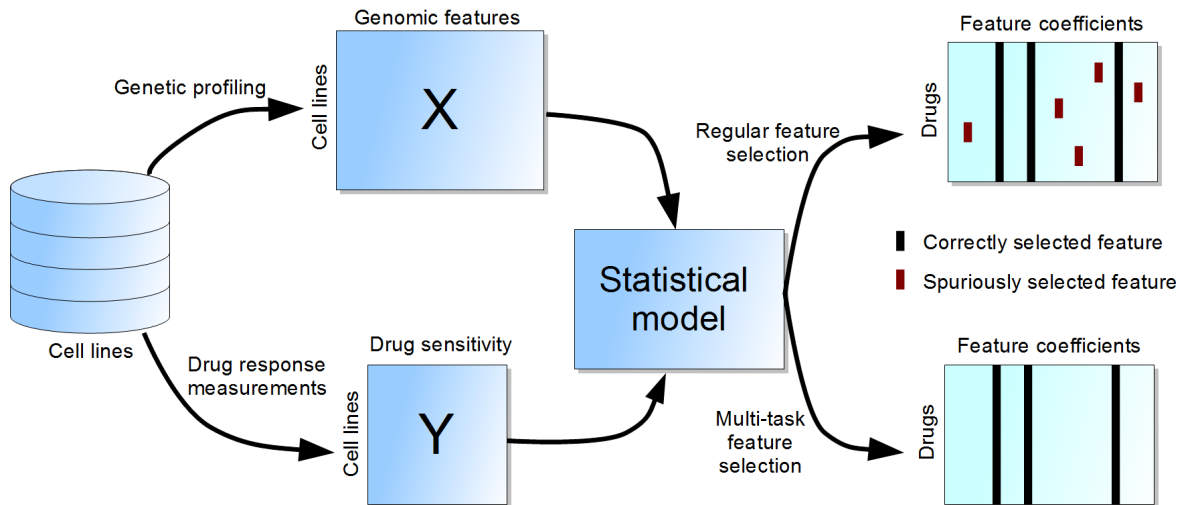 Genomic features
Cell lines
X
Genetic profiling
Cell lines
Drug response
measurements
Drug sensitivity
Cell lines
Y
Statistical
model
Regular feature
selection
Multi-task
feature
selection
Feature coefficients
Drugs
Correctly selected feature
Spuriously selected feature
Feature coefficients
Drugs